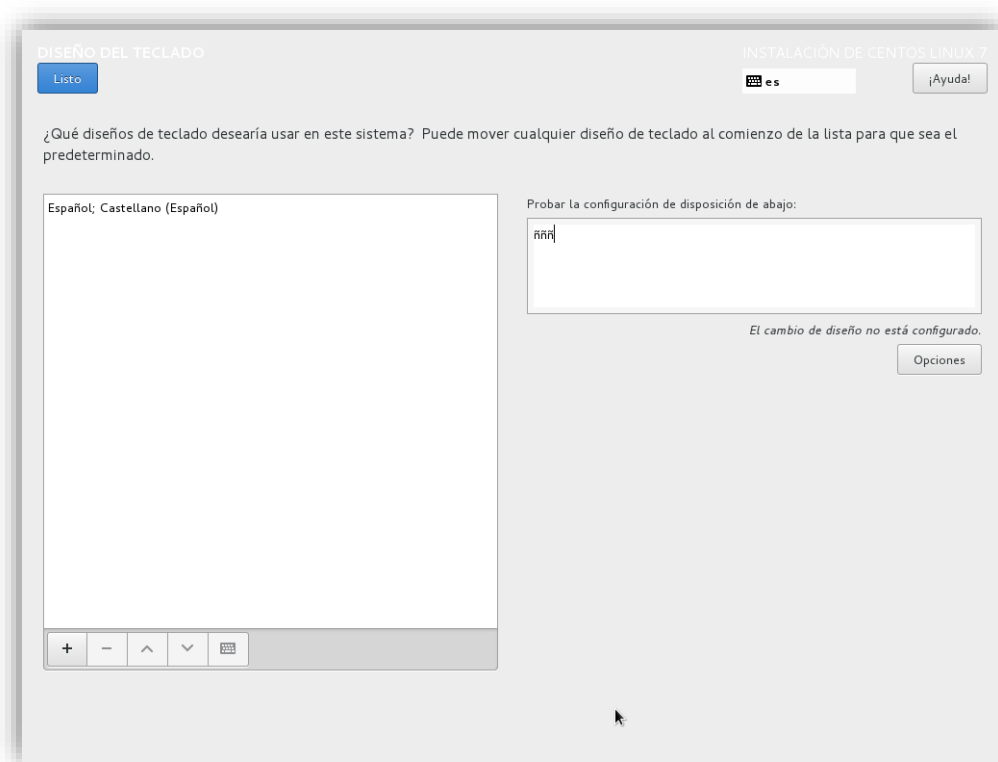 DISEÑO DEL TECLADO
INSTALACIÓN DE CENTOS LINUX 7
Listo
es
¡Ayuda!
¿Qué diseños de teclado desearía usar en este sistema?  Puede mover cualquier diseño de teclado al comienzo de la lista para que sea el
predeterminado.
Español; Castellano (Español)
Probar la configuración de disposición de abajo:
ñññ
El cambio de diseño no está configurado.
Opciones